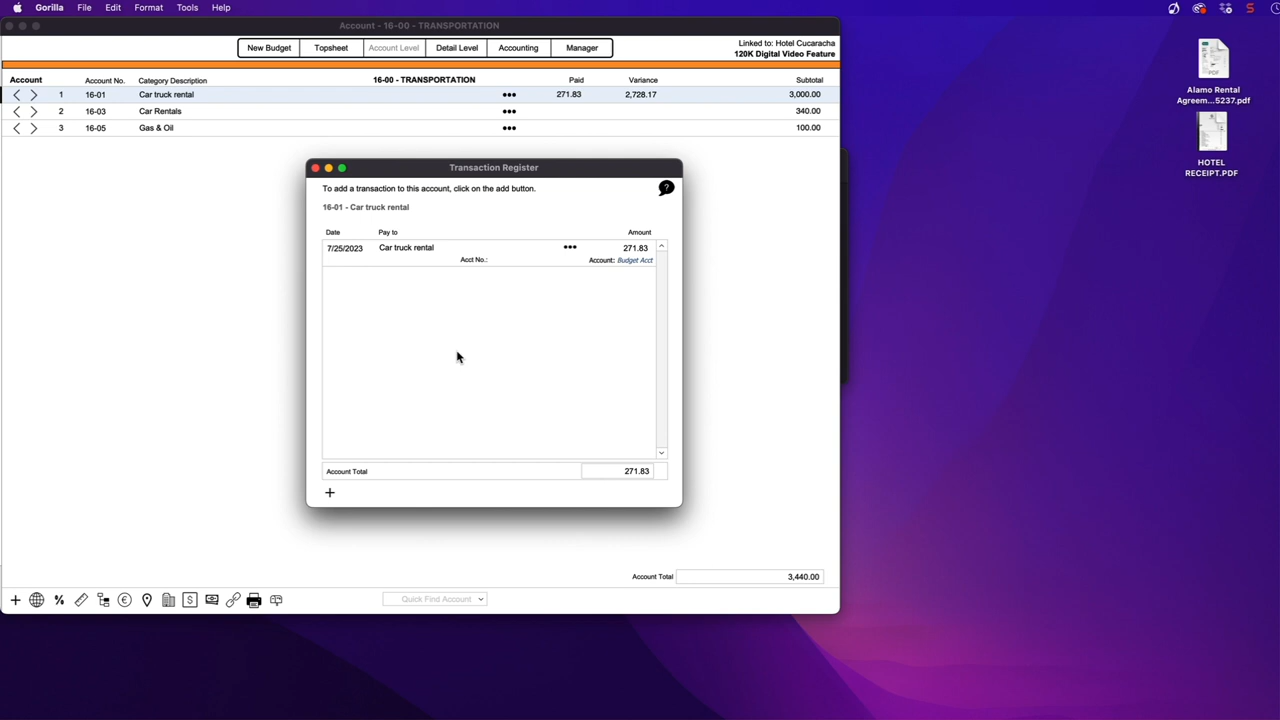 Gorilla File Edit Format Tools Help
Account - 16-00 - TRANSPORTATION
New Budget Topsheet Account Level Detail Level Accounting Manager
Linked to: Hotel Cucaracha
120K Digital Video Feature
Account Account No. Category Description 16-00 - TRANSPORTATION Paid Variance Subtotal
1 16-01 Car truck rental ••• 271.83 2,728.17 3,000.00
2 16-03 Car Rentals ••• 340.00
3 16-05 Gas & Oil ••• 100.00
Transaction Register
To add a transaction to this account, click on the add button.
?
16-01 - Car truck rental
Date Pay to Amount
7/25/2023 Car truck rental ••• 271.83
Acct No.: Account: Budget Acct
Account Total 271.83
+
Account Total 3,440.00
Quick Find Account
PDF
Alamo Rental
Agreem...5237.pdf
HOTEL
RECEIPT.PDF